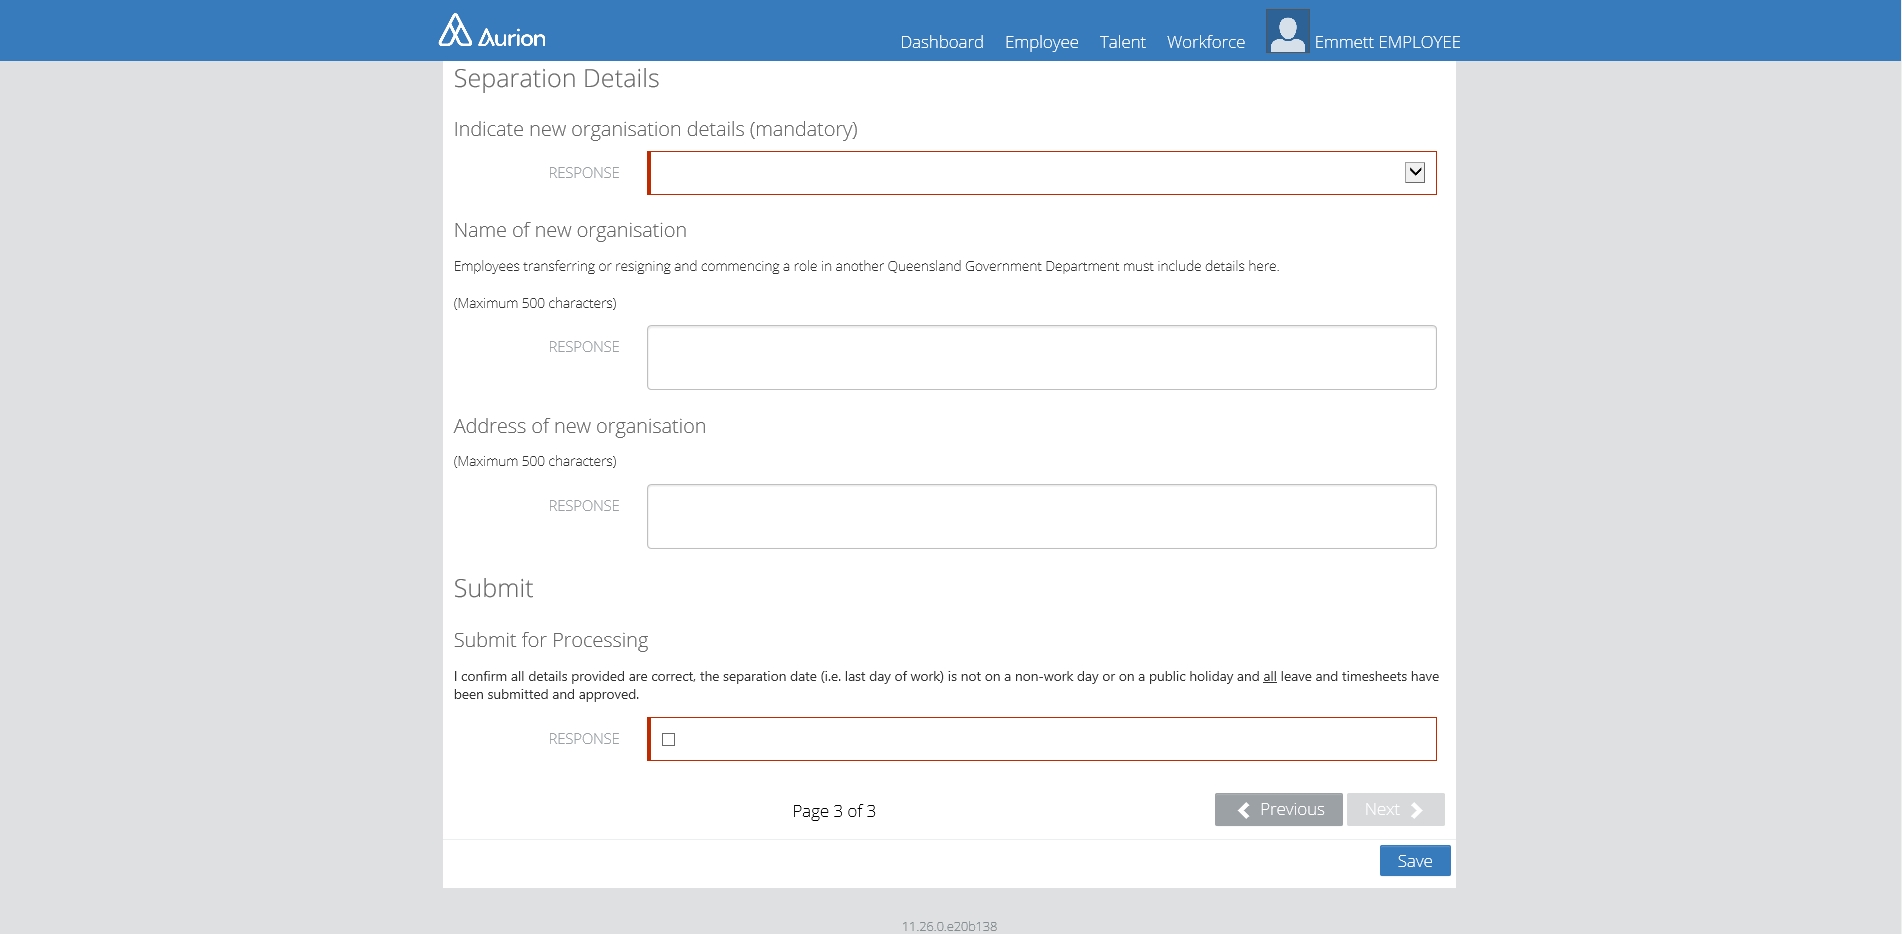 Aurion
Dashboard Employee Talent Workforce Emmett EMPLOYEE
Separation Details
Indicate new organisation details (mandatory)
RESPONSE
Name of new organisation
Employees transferring or resigning and commencing a role in another Queensland Government Department must include details here.
(Maximum 500 characters)
RESPONSE
Address of new organisation
(Maximum 500 characters)
RESPONSE
Submit
Submit for Processing
I confirm all details provided are correct, the separation date (i.e. last day of work) is not on a non-work day or on a public holiday and all leave and timesheets have
been submitted and approved.
RESPONSE
Page 3 of 3
Previous Next
Save
11.26.0.e20b138